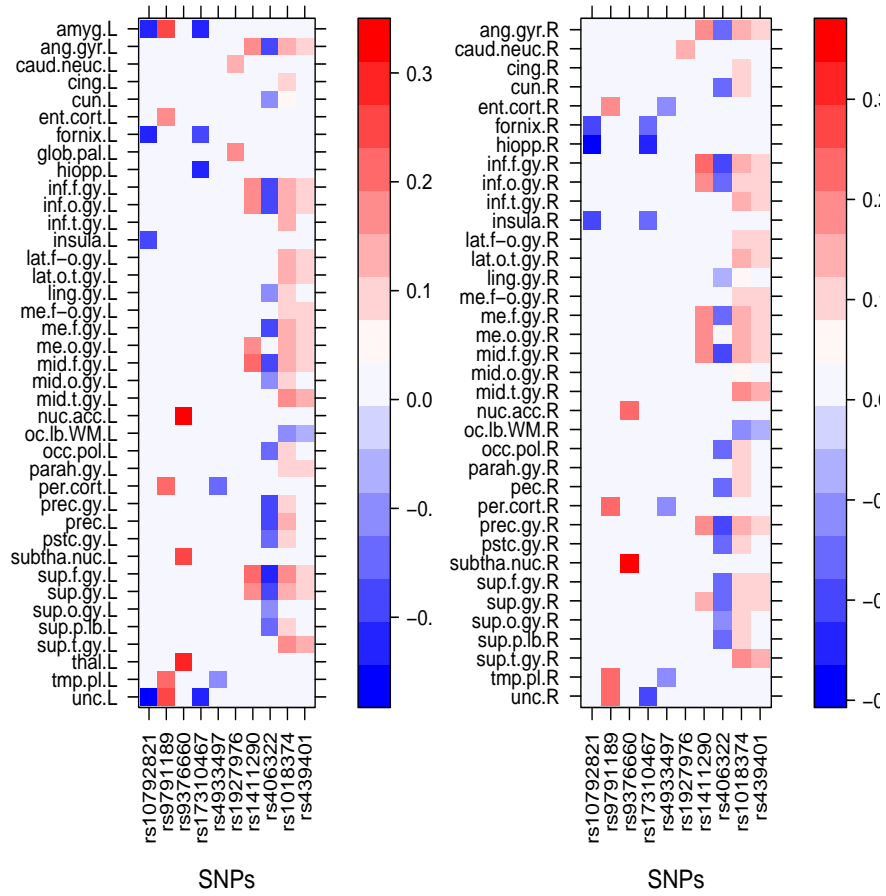 amyg.L
ang.gyr.L
caud.neuc.L
cing.L
cun.L
ent.cort.L
fornix.L
glob.pal.L
hiopp.L
inf.f.gy.L
inf.o.gy.L
inf.t.gy.L
insula.L
lat.f−o.gy.L
lat.o.t.gy.L
ling.gy.L
me.f−o.gy.L
me.f.gy.L
me.o.gy.L
mid.f.gy.L
mid.o.gy.L
mid.t.gy.L
nuc.acc.L
oc.lb.WM.L
occ.pol.L
parah.gy.L
per.cort.L
prec.gy.L
prec.L
pstc.gy.L
subtha.nuc.L
sup.f.gy.L
sup.gy.L
sup.o.gy.L
sup.p.lb.L
sup.t.gy.L
thal.L
tmp.pl.L
unc.L
rs10792821
rs9791189
rs9376660
rs17310467
rs4933497
rs1927976
rs1411290
rs406322
rs1018374
rs439401
SNPs
0.3
0.2
0.1
0.0
−0.
−0.
ang.gyr.R
caud.neuc.R
cing.R
cun.R
ent.cort.R
fornix.R
hiopp.R
inf.f.gy.R
inf.o.gy.R
inf.t.gy.R
insula.R
lat.f−o.gy.R
lat.o.t.gy.R
ling.gy.R
me.f−o.gy.R
me.f.gy.R
me.o.gy.R
mid.f.gy.R
mid.o.gy.R
mid.t.gy.R
nuc.acc.R
oc.lb.WM.R
occ.pol.R
parah.gy.R
pec.R
per.cort.R
prec.gy.R
pstc.gy.R
subtha.nuc.R
sup.f.gy.R
sup.gy.R
sup.o.gy.R
sup.p.lb.R
sup.t.gy.R
tmp.pl.R
unc.R
rs10792821
rs9791189
rs9376660
rs17310467
rs4933497
rs1927976
rs1411290
rs406322
rs1018374
rs439401
SNPs
0.3
0.2
0.1
0.0
−0.
−0.
−0.